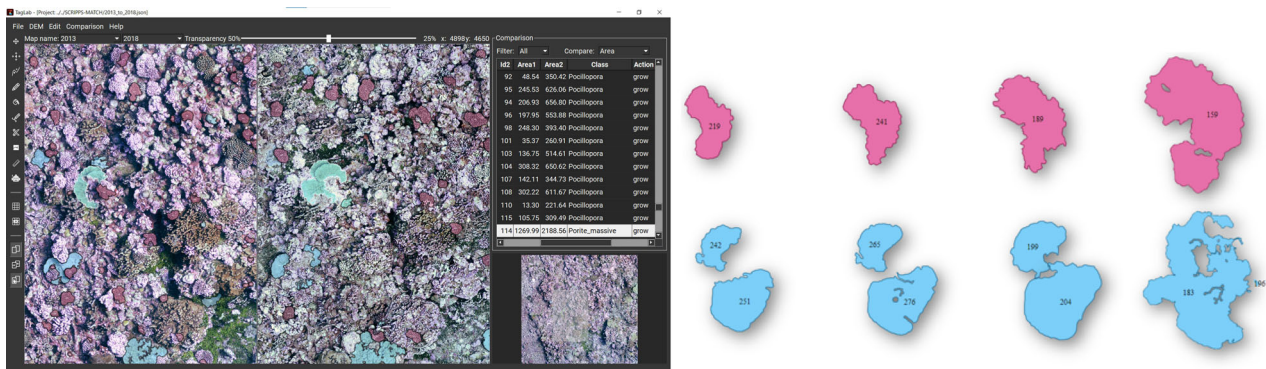 TagLab - [Project: ../../SCRIPPS-MATCH/2013_to_2018.json]
File DEM Edit Comparison Help
Map name: 2013 2018 Transparency 50% 25% x: 4898 y: 4650
Comparison
Filter: All Compare: Area
Id2 Area1 Area2 Class Action
92 48.54 350.42 Pocillopora grow
95 245.53 626.06 Pocillopora grow
94 206.93 656.80 Pocillopora grow
96 197.95 553.88 Pocillopora grow
98 248.30 393.40 Pocillopora grow
101 35.37 260.91 Pocillopora grow
103 136.75 514.61 Pocillopora grow
104 308.32 650.62 Pocillopora grow
107 142.11 344.73 Pocillopora grow
108 302.22 611.67 Pocillopora grow
110 13.30 221.64 Pocillopora grow
115 105.75 309.49 Pocillopora grow
114 1269.99 2188.56 Porite_massive grow
219 241 189 159
242 265 199
251 276 204 183 196